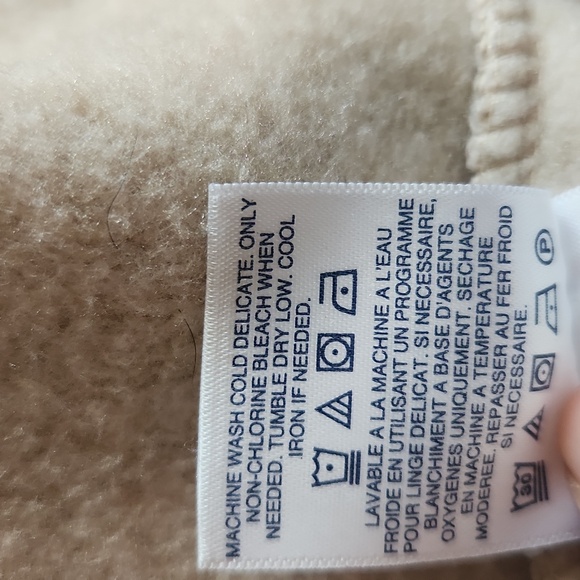 MACHINE WASH COLD DELICATE. ONLY
NON-CHLORINE BLEACH WHEN
NEEDED. TUMBLE DRY LOW. COOL
IRON IF NEEDED.
LAVABLE A LA MACHINE A L'EAU
FROIDE EN UTILISANT UN PROGRAMME
POUR LINGE DELICAT. SI NECESSAIRE,
BLANCHIMENT A BASE D'AGENTS
OXYGENES UNIQUEMENT. SECHAGE
EN MACHINE A TEMPERATURE
MODEREE. REPASSER AU FER FROID
SI NECESSAIRE.
30 P